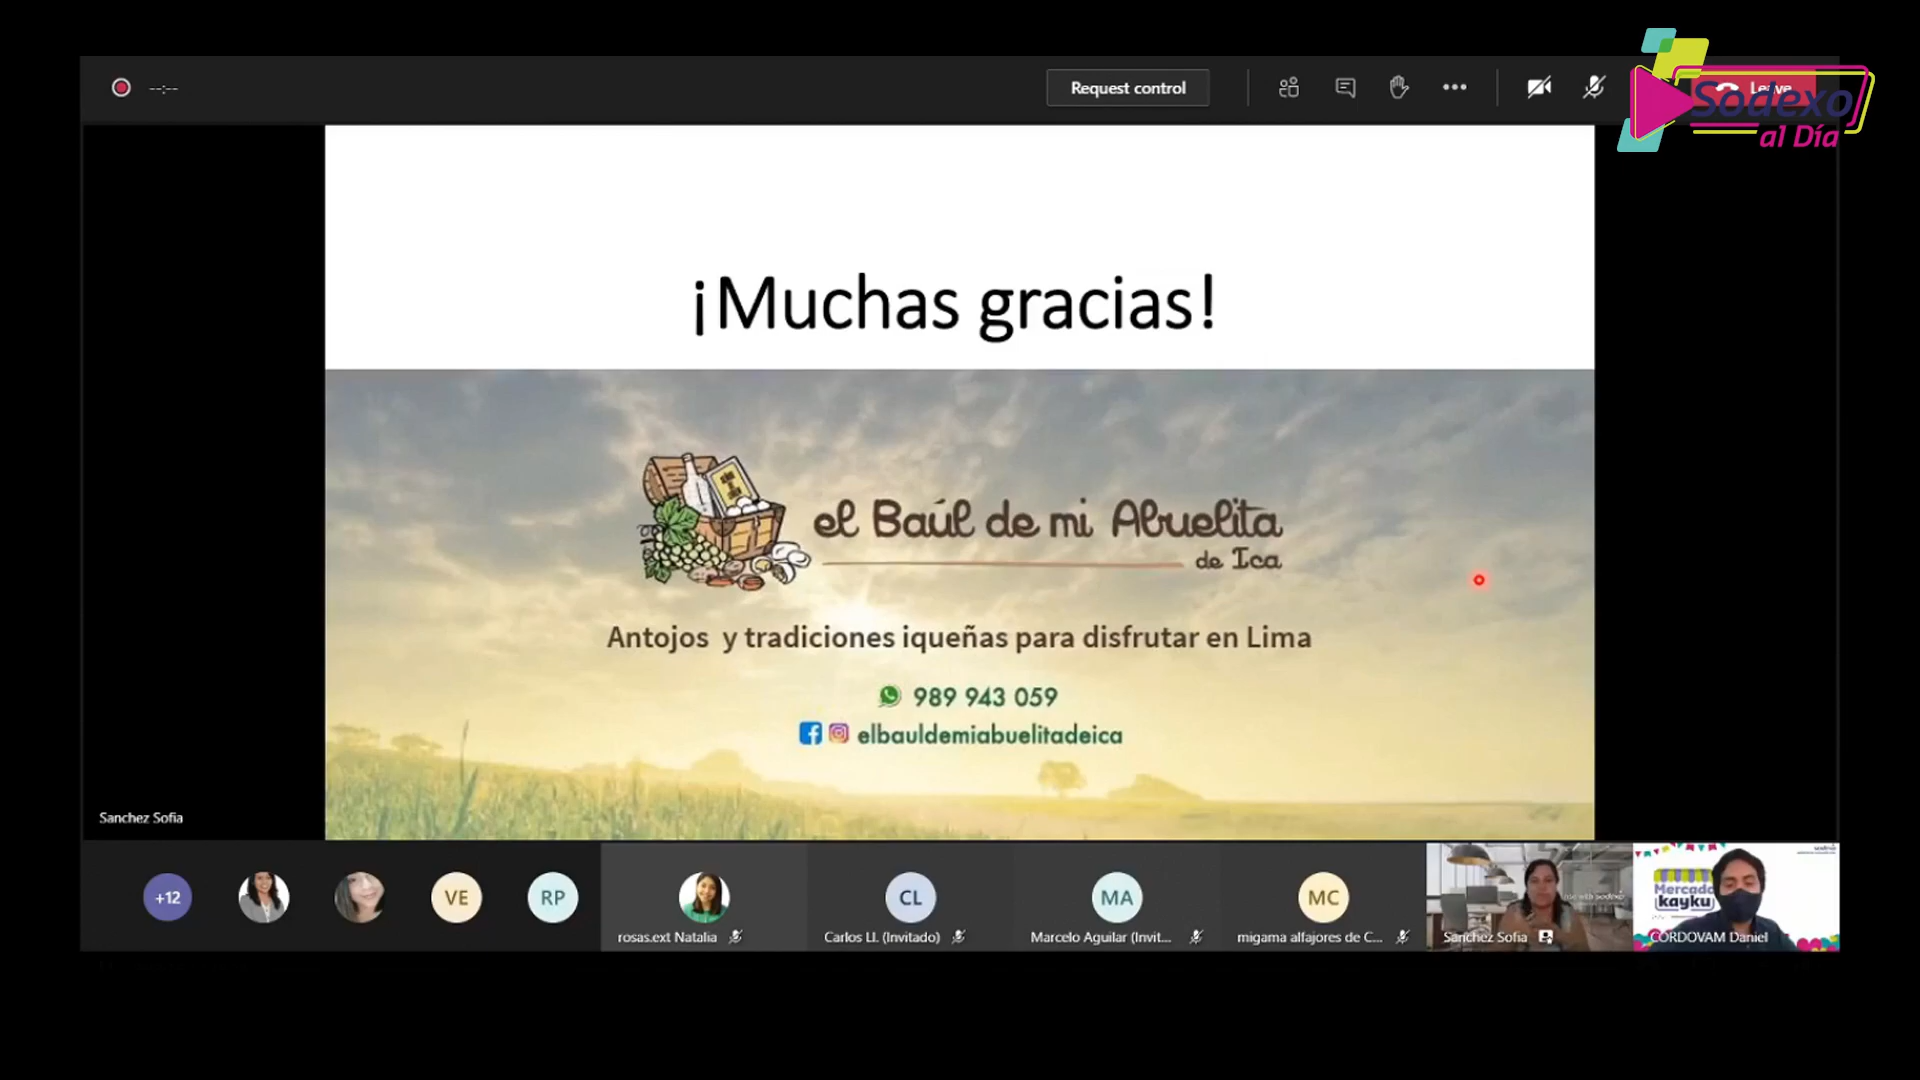 --:--
Request control
Leave
Sodexo
al Día
¡Muchas gracias!
el Baúl de mi Abuelita
de Ica
Antojos y tradiciones iqueñas para disfrutar en Lima
989 943 059
elbauldemiabuelitadeica
Sanchez Sofia
+12
VE
RP
CL
MA
MC
Mercado
kayku
rosas.ext Natalia
Carlos Ll. (Invitado)
Marcelo Aguilar (Invit...
migama alfajores de C...
Sanchez Sofia
CORDOVAM Daniel